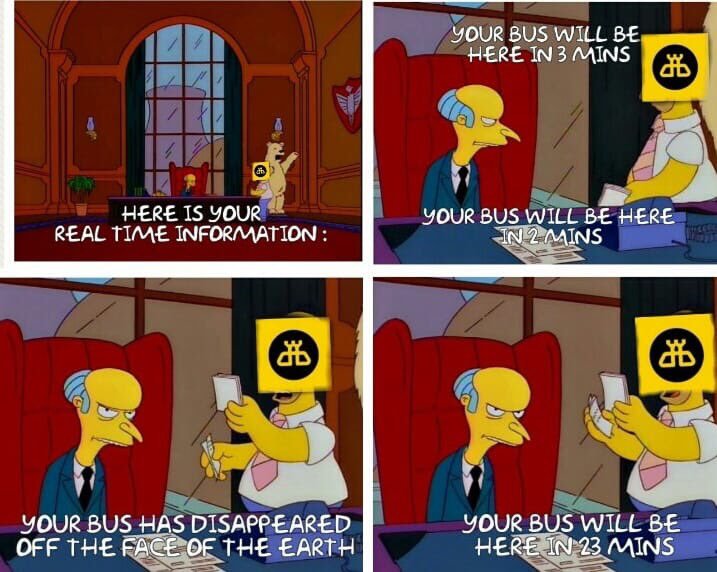 HERE IS YOUR
REAL TIME INFORMATION :
YOUR BUS WILL BE
HERE IN 3 MINS
YOUR BUS WILL BE HERE
IN 2 MINS
YOUR BUS HAS DISAPPEARED
OFF THE FACE OF THE EARTH
YOUR BUS WILL BE
HERE IN 23 MINS